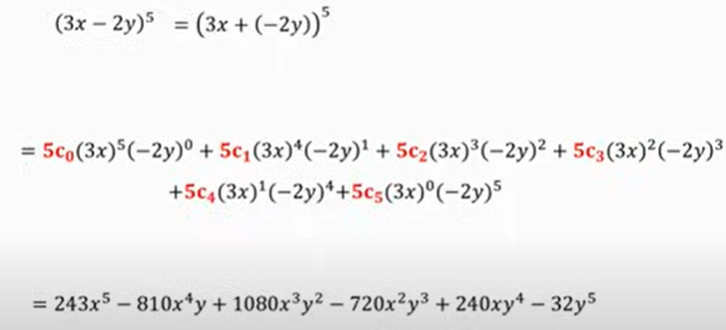 (3x – 2y)⁵ = (3x + (–2y))⁵
= 5c₀(3x)⁵(–2y)⁰ + 5c₁(3x)⁴(–2y)¹ + 5c₂(3x)³(–2y)² + 5c₃(3x)²(–2y)³
+5c₄(3x)¹(–2y)⁴+5c₅(3x)⁰(–2y)⁵
= 243x⁵ – 810x⁴y + 1080x³y² – 720x²y³ + 240xy⁴ – 32y⁵